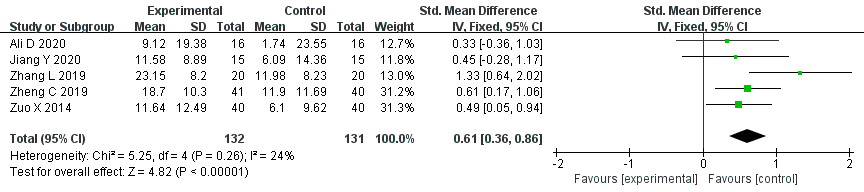 Experimental Control Std. Mean Difference Std. Mean Difference
Study or Subgroup Mean SD Total Mean SD Total Weight IV, Fixed, 95% CI IV, Fixed, 95% CI
Ali D 2020 9.12 19.38 16 1.74 23.55 16 12.7% 0.33 [-0.36, 1.03]
Jiang Y 2020 11.58 8.89 15 6.09 14.36 15 11.8% 0.45 [-0.28, 1.17]
Zhang L 2019 23.15 8.2 20 11.98 8.23 20 13.0% 1.33 [0.64, 2.02]
Zheng C 2019 18.7 10.3 41 11.9 11.69 40 31.2% 0.61 [0.17, 1.06]
Zuo X 2014 11.64 12.49 40 6.1 9.62 40 31.3% 0.49 [0.05, 0.94]
Total (95% CI) 132 131 100.0% 0.61 [0.36, 0.86]
Heterogeneity: Chi² = 5.25, df = 4 (P = 0.26); I² = 24%
Test for overall effect: Z = 4.82 (P < 0.00001)
-2 -1 0 1 2
Favours [experimental] Favours [control]